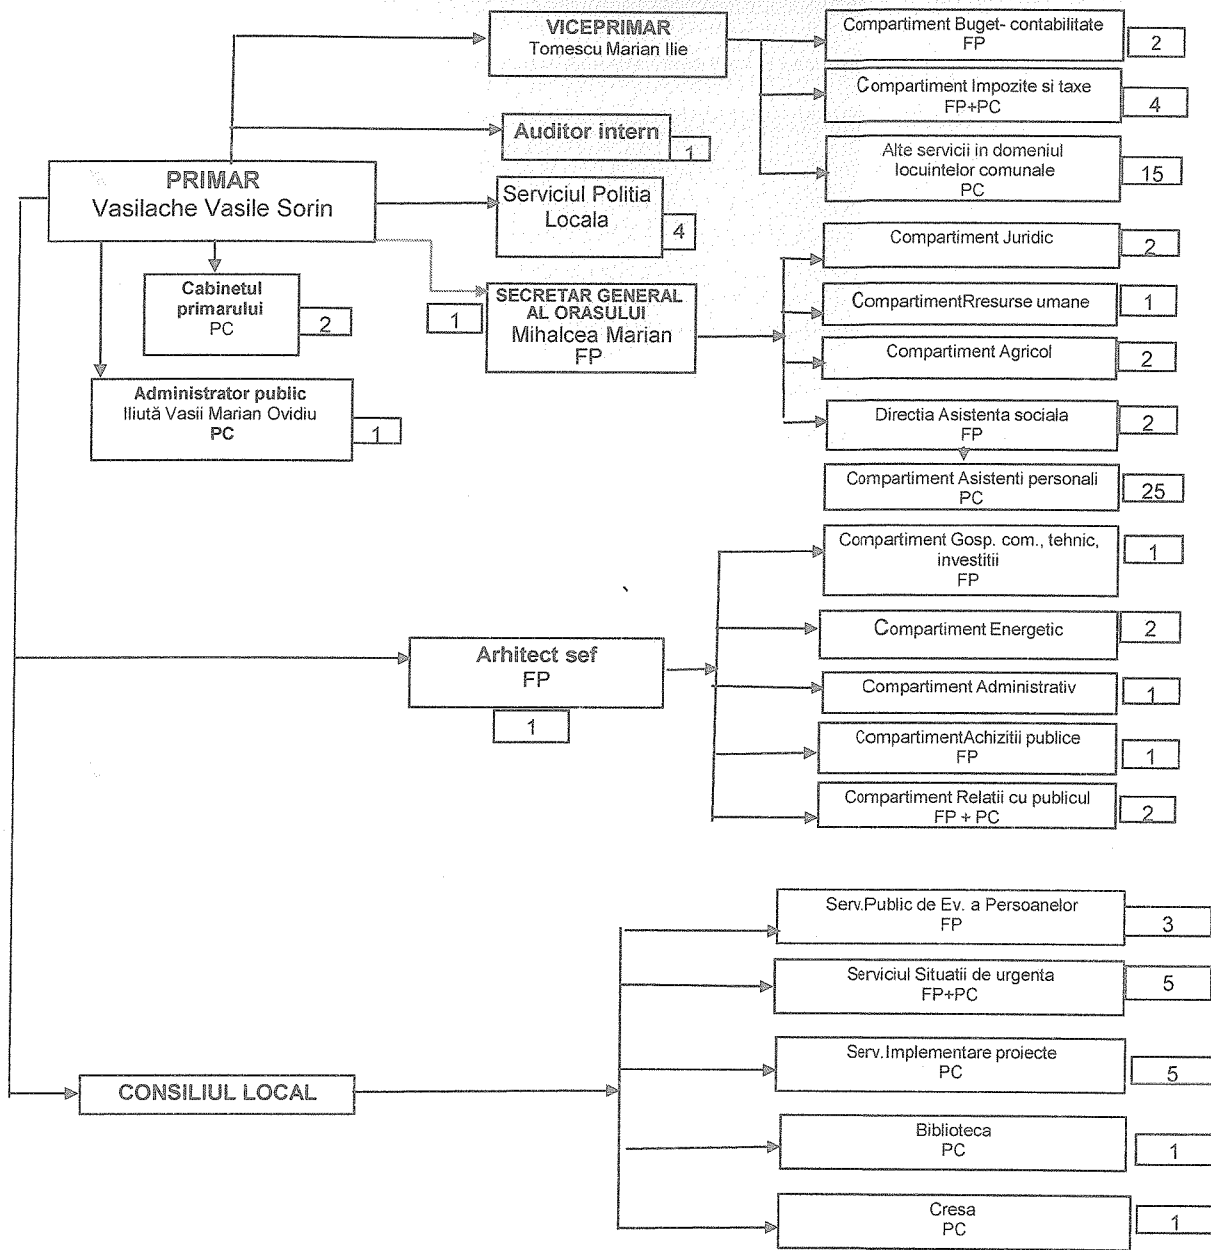 VICEPRIMAR
Tomescu Marian Ilie
Compartiment Buget- contabilitate
FP
2
Compartiment Impozite si taxe
FP+PC
4
Auditor intern
1
Alte servicii in domeniul
locuintelor comunale
PC
15
PRIMAR
Vasilache Vasile Sorin
Serviciul Politia
Locala
4
Compartiment Juridic
2
Cabinetul
primarului
PC
2
1
SECRETAR GENERAL
AL ORASULUI
Mihalcea Marian
FP
CompartimentRresurse umane
1
Compartiment Agricol
2
Administrator public
Iliută Vasii Marian Ovidiu
PC
1
Directia Asistenta sociala
FP
2
Compartiment Asistenti personali
PC
25
Compartiment Gosp. com., tehnic,
investitii
FP
1
Arhitect sef
FP
1
Compartiment Energetic
2
Compartiment Administrativ
1
CompartimentAchizitii publice
FP
1
Compartiment Relatii cu publicul
FP + PC
2
Serv.Public de Ev. a Persoanelor
FP
3
Serviciul Situatii de urgenta
FP+PC
5
Serv.Implementare proiecte
PC
5
CONSILIUL LOCAL
Biblioteca
PC
1
Cresa
PC
1